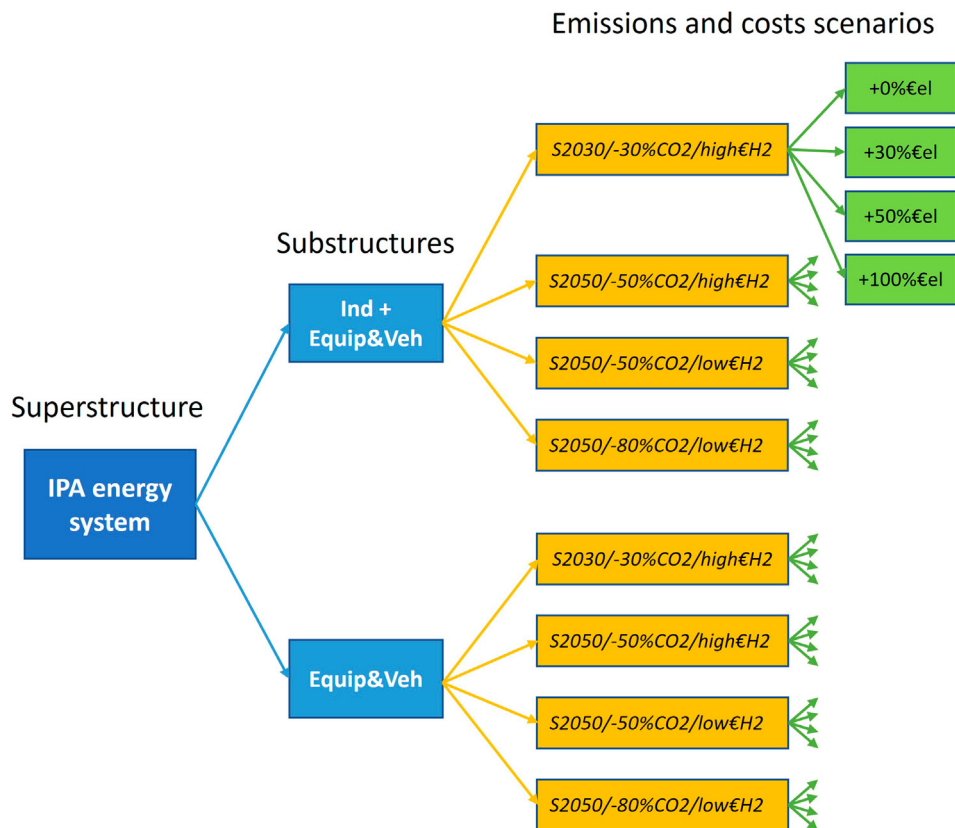 Emissions and costs scenarios
+0%€el
S2030/-30%CO2/high€H2
+30%€el
+50%€el
Substructures
S2050/-50%CO2/high€H2
+100%€el
Ind +
Equip&Veh
S2050/-50%CO2/low€H2
Superstructure
S2050/-80%CO2/low€H2
IPA energy
system
S2030/-30%CO2/high€H2
S2050/-50%CO2/high€H2
Equip&Veh
S2050/-50%CO2/low€H2
S2050/-80%CO2/low€H2